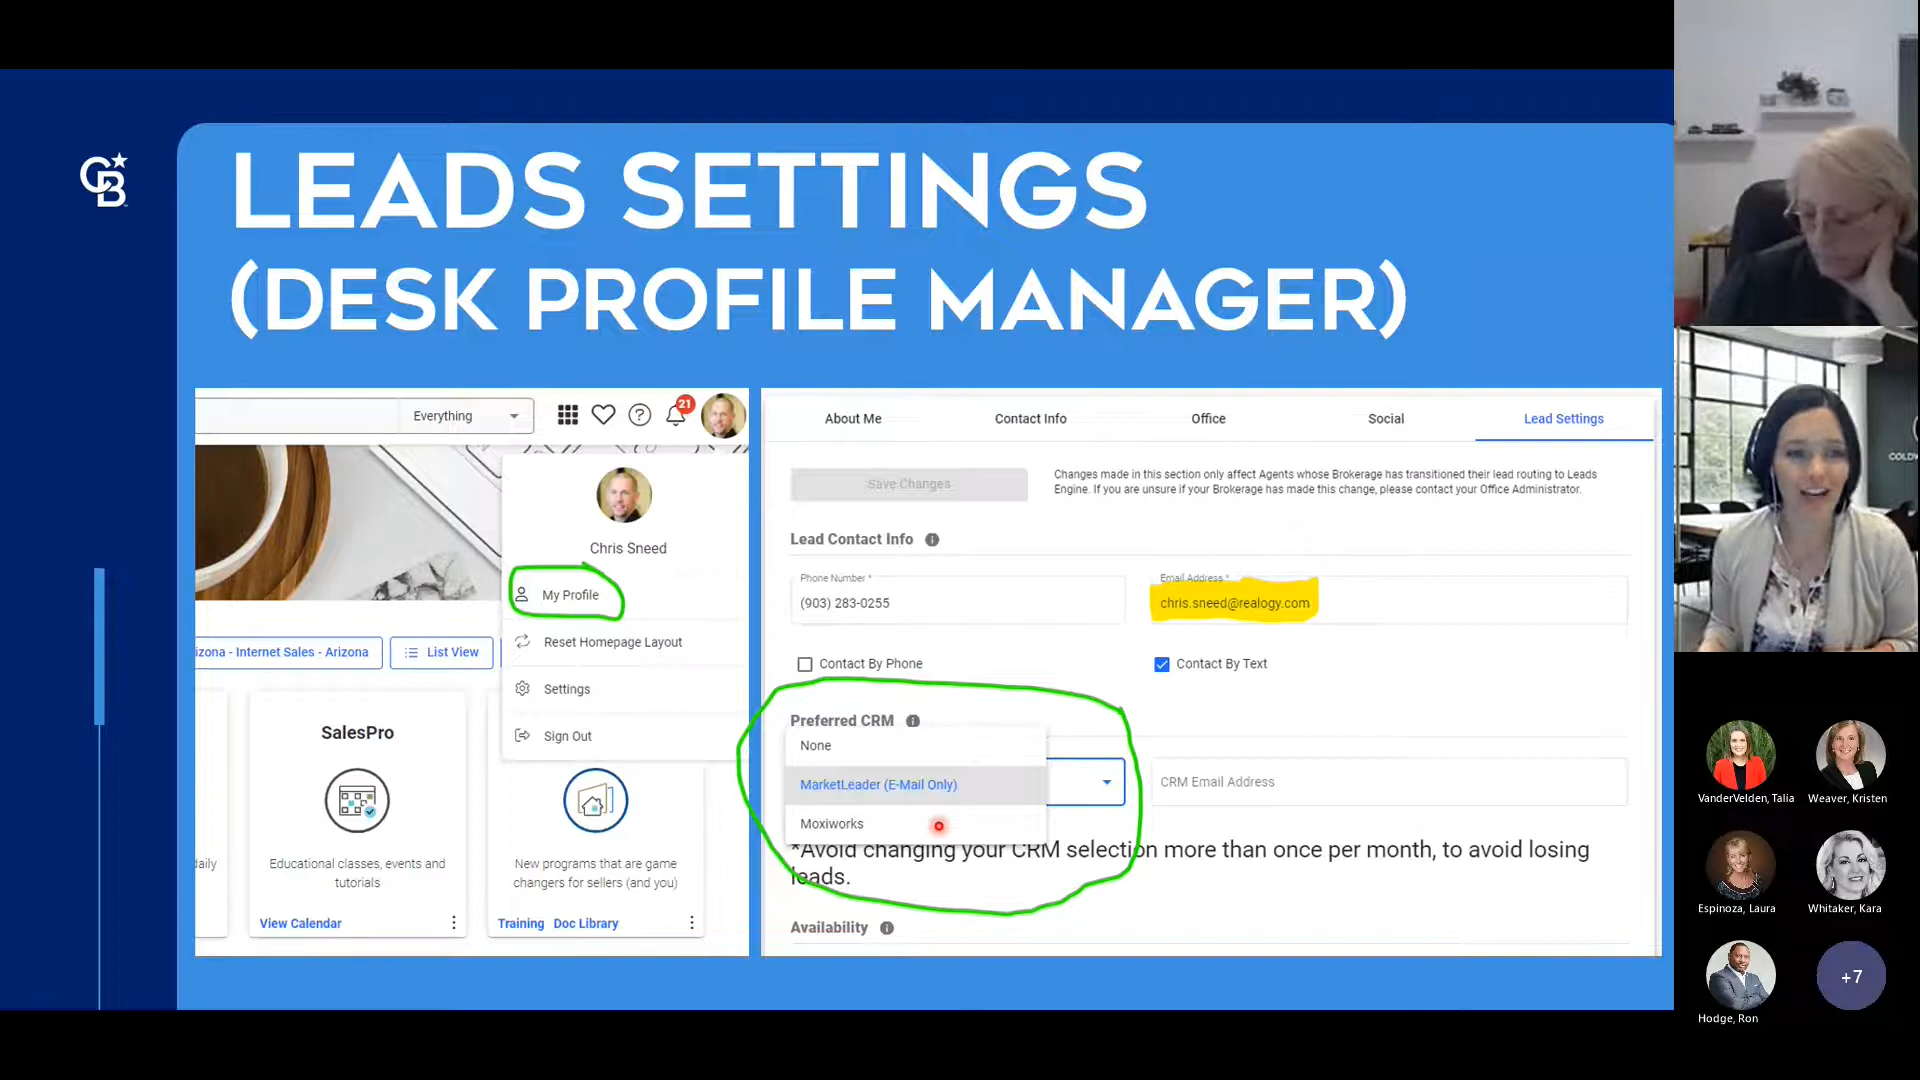 CB
LEADS SETTINGS
(DESK PROFILE MANAGER)
Everything
21
Chris Sneed
My Profile
Reset Homepage Layout
Settings
Sign Out
izona - Internet Sales - Arizona
List View
SalesPro
Educational classes, events and
tutorials
View Calendar
daily
New programs that are game
changers for sellers (and you)
Training Doc Library
About Me Contact Info Office Social Lead Settings
Save Changes
Changes made in this section only affect Agents whose Brokerage has transitioned their lead routing to Leads
Engine. If you are unsure if your Brokerage has made this change, please contact your Office Administrator.
Lead Contact Info
Phone Number *
(903) 283-0255
Email Address *
chris.sneed@realogy.com
Contact By Phone
Contact By Text
Preferred CRM
None
MarketLeader (E-Mail Only)
Moxiworks
CRM Email Address
*Avoid changing your CRM selection more than once per month, to avoid losing
leads.
Availability
COLDW
VanderVelden, Talia
Weaver, Kristen
Espinoza, Laura
Whitaker, Kara
Hodge, Ron
+7